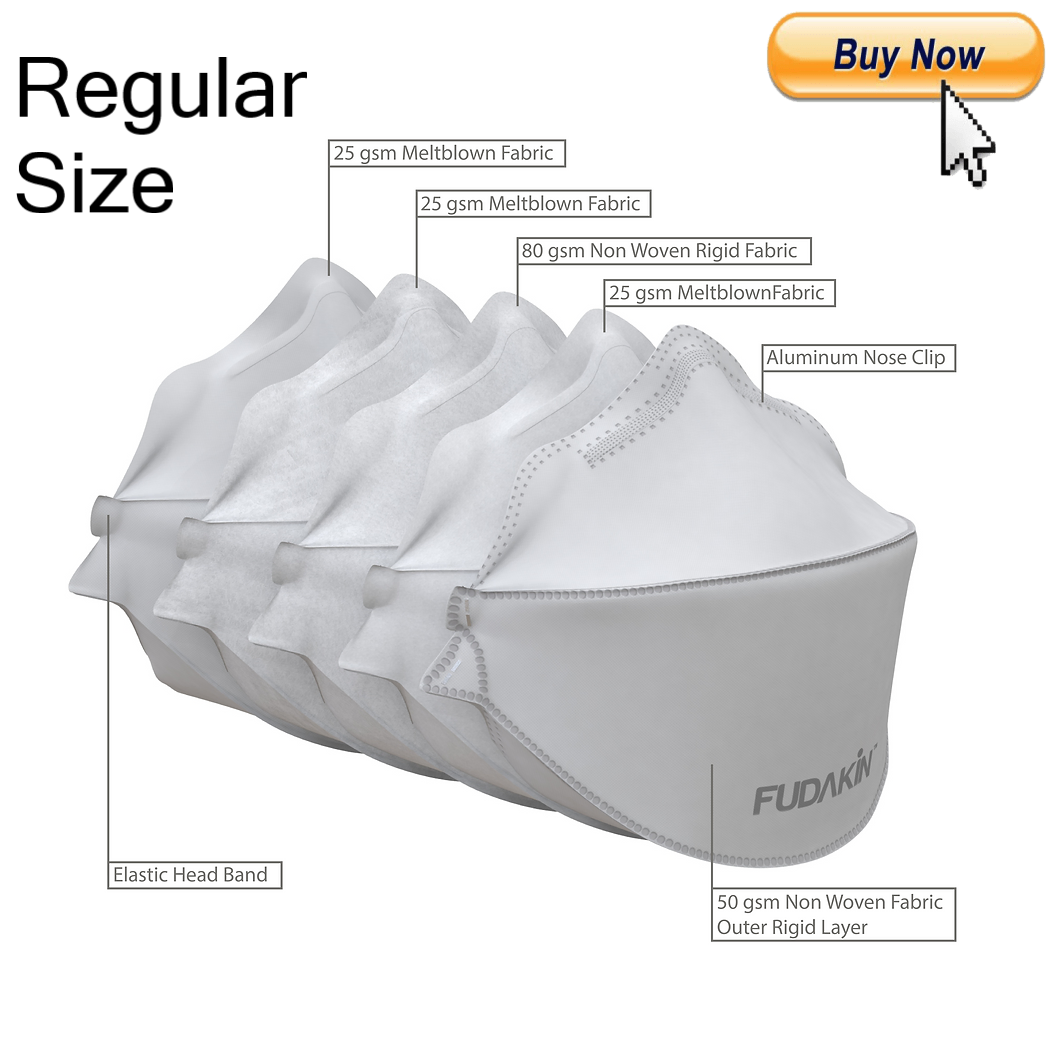 Regular
Size
Buy Now
25 gsm Meltblown Fabric
25 gsm Meltblown Fabric
80 gsm Non Woven Rigid Fabric
25 gsm MeltblownFabric
Aluminum Nose Clip
FUDAKiN™
Elastic Head Band
50 gsm Non Woven Fabric
Outer Rigid Layer